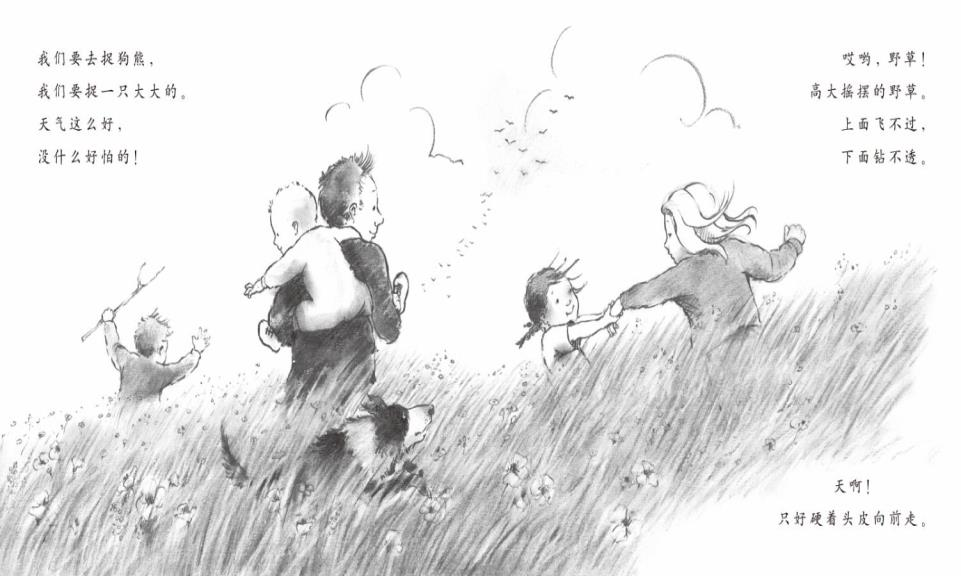 我们要去捉狗熊，
我们要捉一只大大的。
天气这么好，
没什么好怕的！
哎哟，野草！
高大摇摆的野草。
上面飞不过，
下面钻不透。
天啊！
只好硬着头皮向前走。